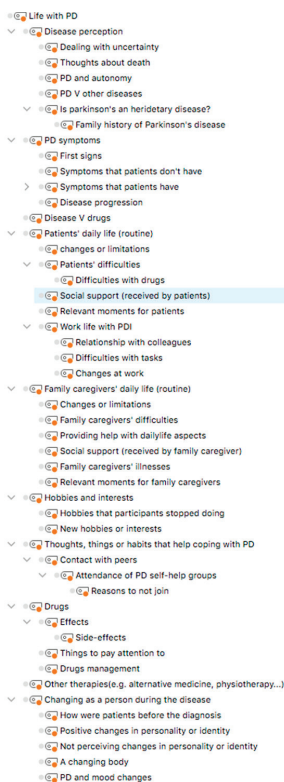 Life with PD
Disease perception
Dealing with uncertainty
Thoughts about death
PD and autonomy
PD V other diseases
Is parkinson's an heridetary disease?
Family history of Parkinson's disease
PD symptoms
First signs
Symptoms that patients don't have
Symptoms that patients have
Disease progression
Disease V drugs
Patients' daily life (routine)
changes or limitations
Patients' difficulties
Difficulties with drugs
Social support (received by patients)
Relevant moments for patients
Work life with PDI
Relationship with colleagues
Difficulties with tasks
Changes at work
Family caregivers' daily life (routine)
Changes or limitations
Family caregivers' difficulties
Providing help with dailylife aspects
Social support (received by family caregiver)
Family caregivers' illnesses
Relevant moments for family caregivers
Hobbies and interests
Hobbies that participants stopped doing
New hobbies or interests
Thoughts, things or habits that help coping with PD
Contact with peers
Attendance of PD self-help groups
Reasons to not join
Drugs
Effects
Side-effects
Things to pay attention to
Drugs management
Other therapies(e.g. alternative medicine, physiotherapy...)
Changing as a person during the disease
How were patients before the diagnosis
Positive changes in personality or identity
Not perceiving changes in personality or identity
A changing body
PD and mood changes